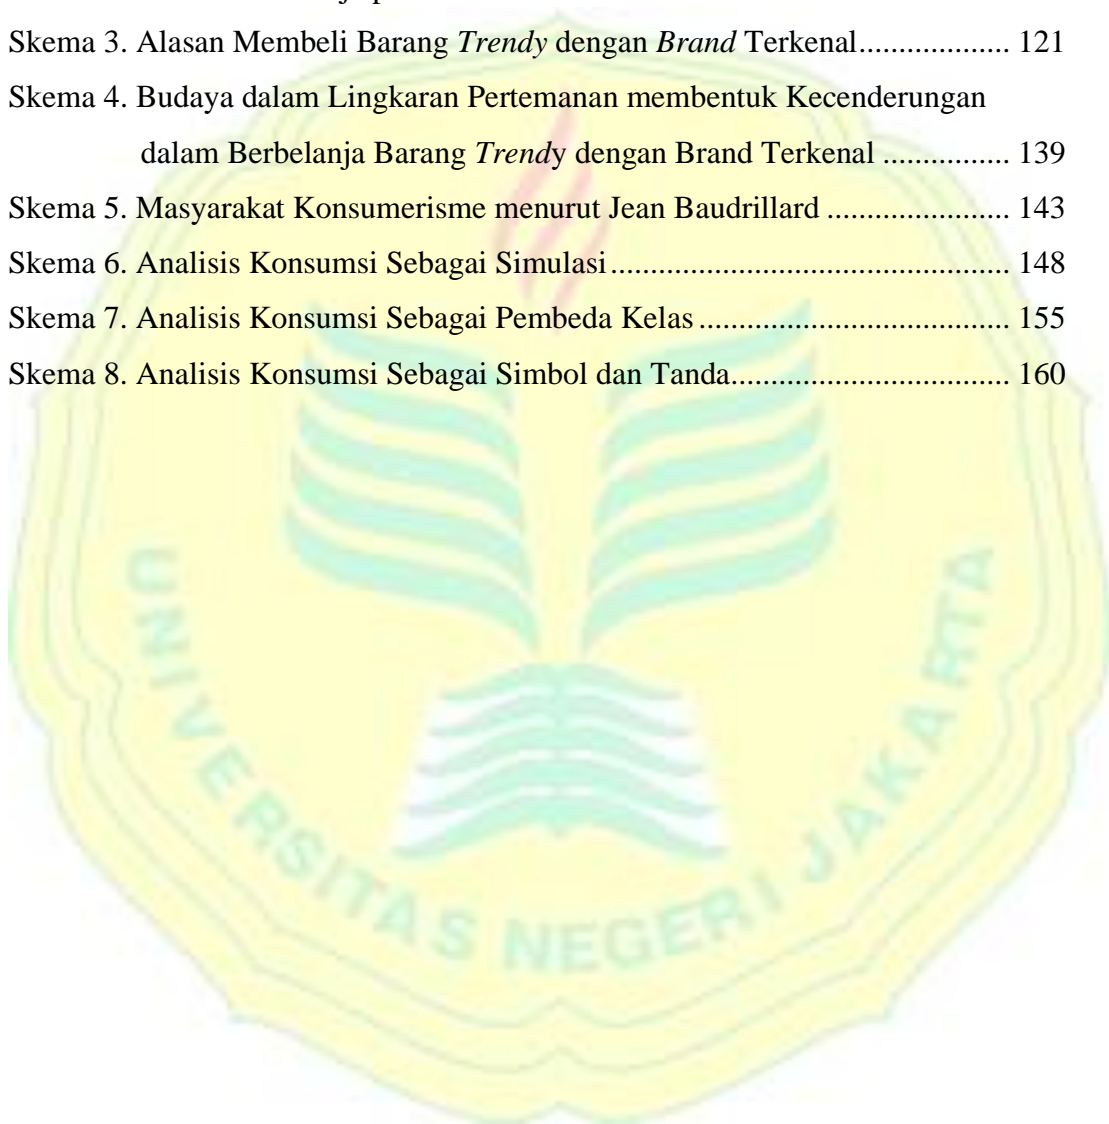 Skema 3. Alasan Membeli Barang Trendy dengan Brand Terkenal................... 121
Skema 4. Budaya dalam Lingkaran Pertemanan membentuk Kecenderungan
dalam Berbelanja Barang Trendy dengan Brand Terkenal ................ 139
Skema 5. Masyarakat Konsumerisme menurut Jean Baudrillard ....................... 143
Skema 6. Analisis Konsumsi Sebagai Simulasi.................................................. 148
Skema 7. Analisis Konsumsi Sebagai Pembeda Kelas ....................................... 155
Skema 8. Analisis Konsumsi Sebagai Simbol dan Tanda................................... 160
UNIVERSITAS NEGERI JAKARTA